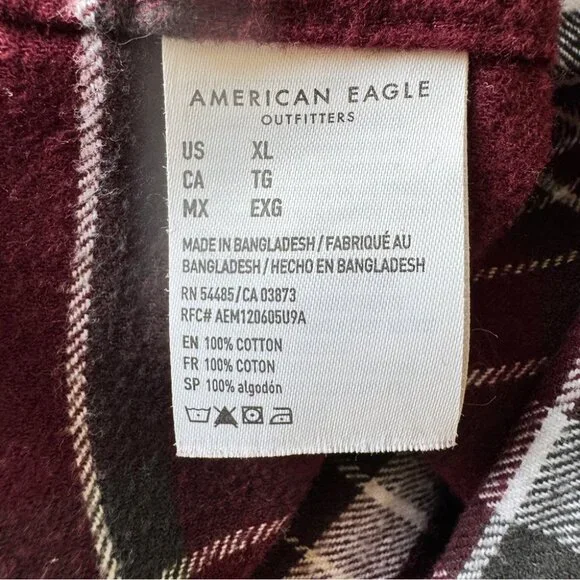 AMERICAN EAGLE
OUTFITTERS
US XL
CA TG
MX EXG
MADE IN BANGLADESH / FABRIQUÉ AU
BANGLADESH / HECHO EN BANGLADESH
RN 54485/CA 03873
RFC# AEM120605U9A
EN 100% COTTON
FR 100% COTON
SP 100% algodón